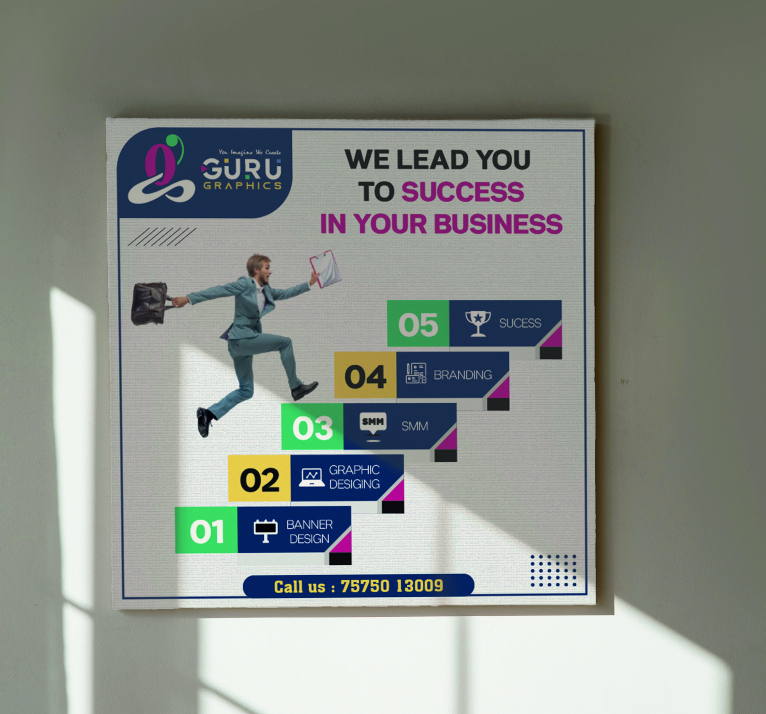 You Imagine We Create
GURU
GRAPHICS
WE LEAD YOU
TO SUCCESS
IN YOUR BUSINESS
05 SUCESS
04 BRANDING
03 SMM SMM
02 GRAPHIC
DESIGING
01 BANNER
DESIGN
Call us : 75750 13009